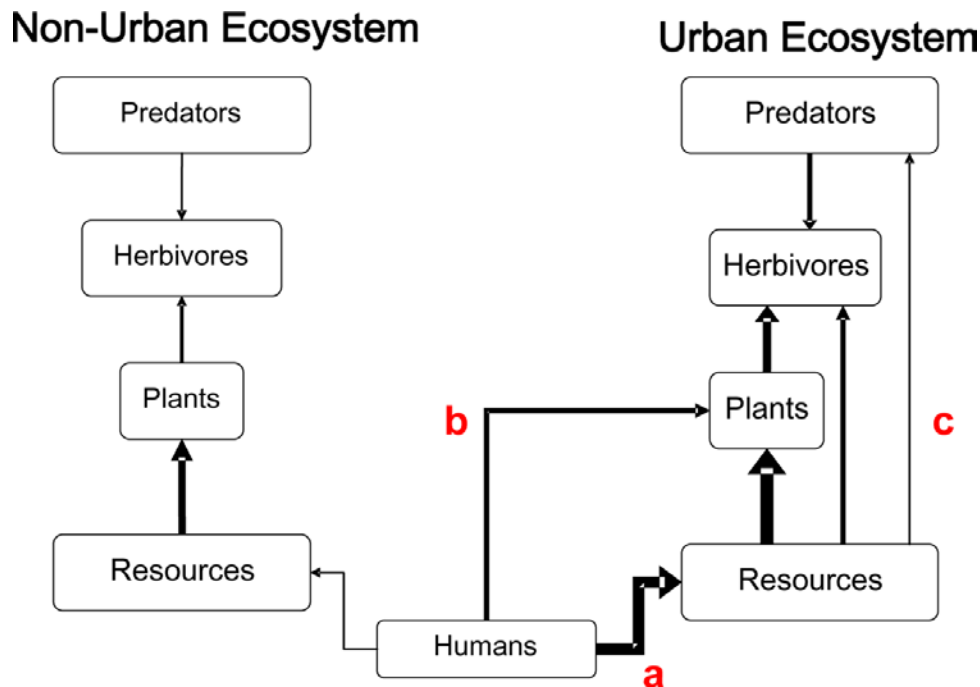 Non-Urban Ecosystem
Urban Ecosystem
Predators
Predators
Herbivores
Herbivores
Plants
Plants
b
c
Resources
Resources
Humans
a